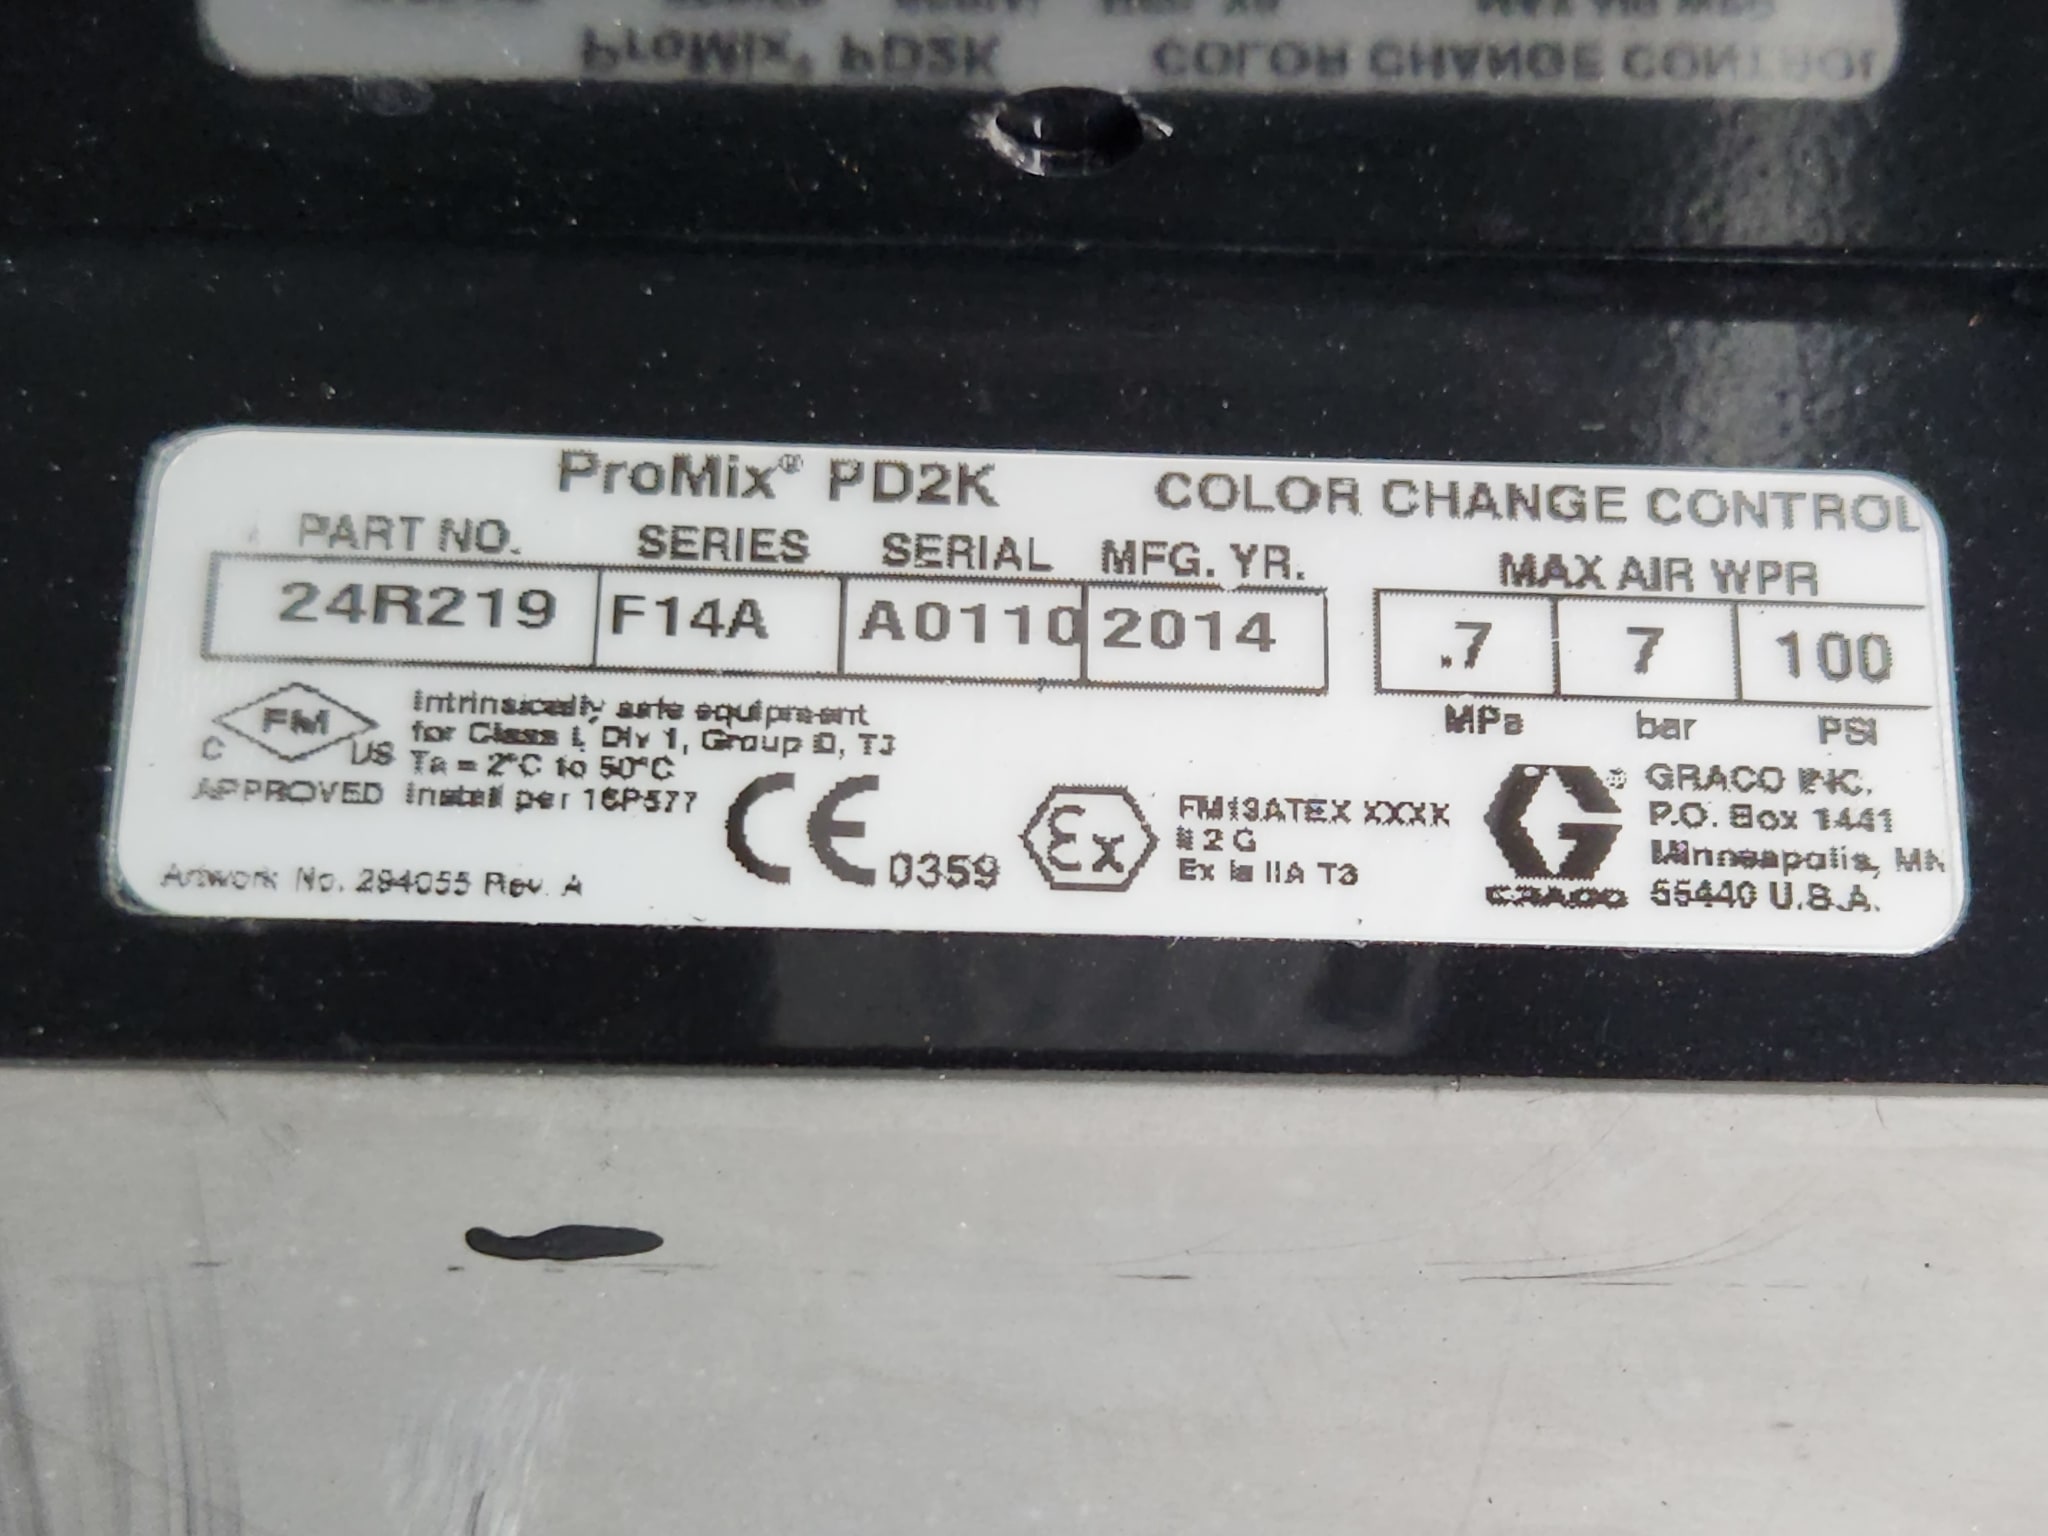 ProMix® PD2K COLOR CHANGE CONTROL
PART NO. SERIES SERIAL MFG. YR. MAX AIR WPR
24R219 F14A A0110 2014 .7 7 100
MPa bar PSI
FM
C US
APPROVED
Intrinsically safe equipment
for Class I, Div 1, Group D, T3
Ta = 2°C to 50°C
Install per 16P577
Artwork No. 294055 Rev. A
CE 0359
Ex
FM13ATEX XXXX
II 2 G
Ex ia IIA T3
G ®
GRACO
GRACO INC.
P.O. Box 1441
Minneapolis, MN
55440 U.S.A.